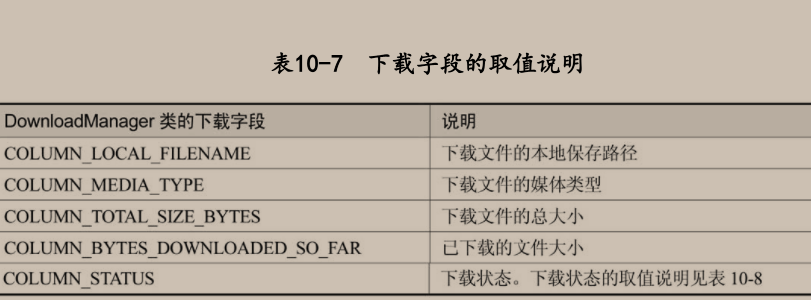 表10-7 下载字段的取值说明
DownloadManager 类的下载字段 说明
COLUMN_LOCAL_FILENAME 下载文件的本地保存路径
COLUMN_MEDIA_TYPE 下载文件的媒体类型
COLUMN_TOTAL_SIZE_BYTES 下载文件的总大小
COLUMN_BYTES_DOWNLOADED_SO_FAR 已下载的文件大小
COLUMN_STATUS 下载状态。下载状态的取值说明见表 10-8